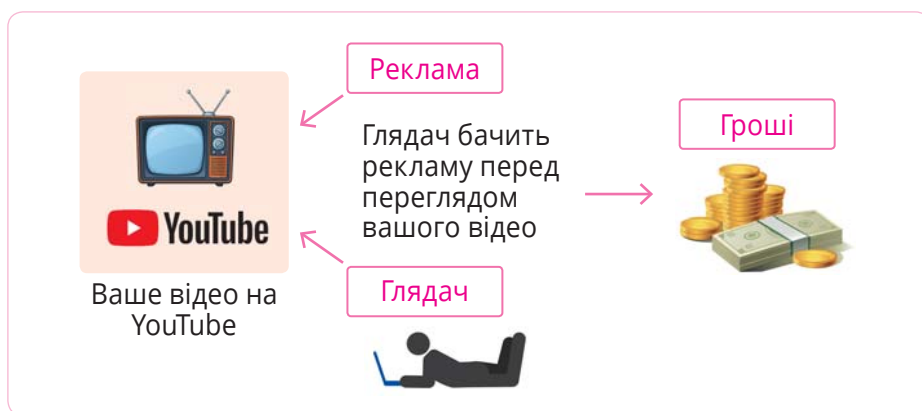 Реклама
Глядач бачить
рекламу перед
переглядом
вашого відео
Гроші
YouTube
Ваше відео на
YouTube
Глядач